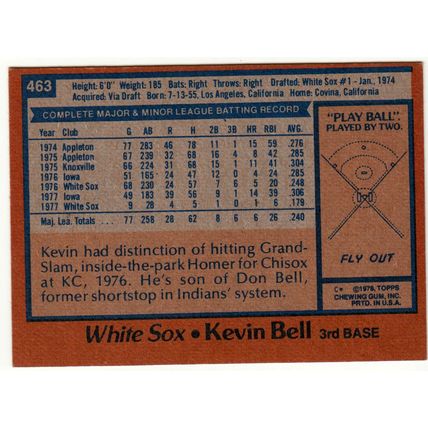 463
Height: 6'0" Weight: 185 Bats: Right Throws: Right Drafted: White Sox #1 - Jan., 1974
Acquired: Via Draft Born: 7-13-55, Los Angeles, California Home: Covina, California
COMPLETE MAJOR & MINOR LEAGUE BATTING RECORD
Year Club G AB R H 2B 3B HR RBI AVG.
1974 Appleton 77 283 46 78 11 1 15 59 .276
1975 Appleton 67 239 32 68 16 4 8 42 .285
1975 Knoxville 66 224 31 68 11 2 4 39
1976 Iowa 51 165 24 47 12 0 4 24 .285
1976 White Sox 68 230 24 57 7 6 5 20 .248
1977 Iowa 49 183 39 56 11 1 14 39 .306
1977 White Sox 9 28 4 5 1 0 1 6 .179
Maj. Lea. Totals 77 258 28 62 8 6 6 26 .240
Kevin had distinction of hitting Grand-
Slam, inside-the-park Homer for Chisox
at KC, 1976. He's son of Don Bell,
former shortstop in Indians' system.
"PLAY BALL"
PLAYED BY TWO.
FLY OUT
©1978, TOPPS
CHEWING GUM, INC.
PRTD. IN U.S.A.
White Sox • Kevin Bell 3rd BASE